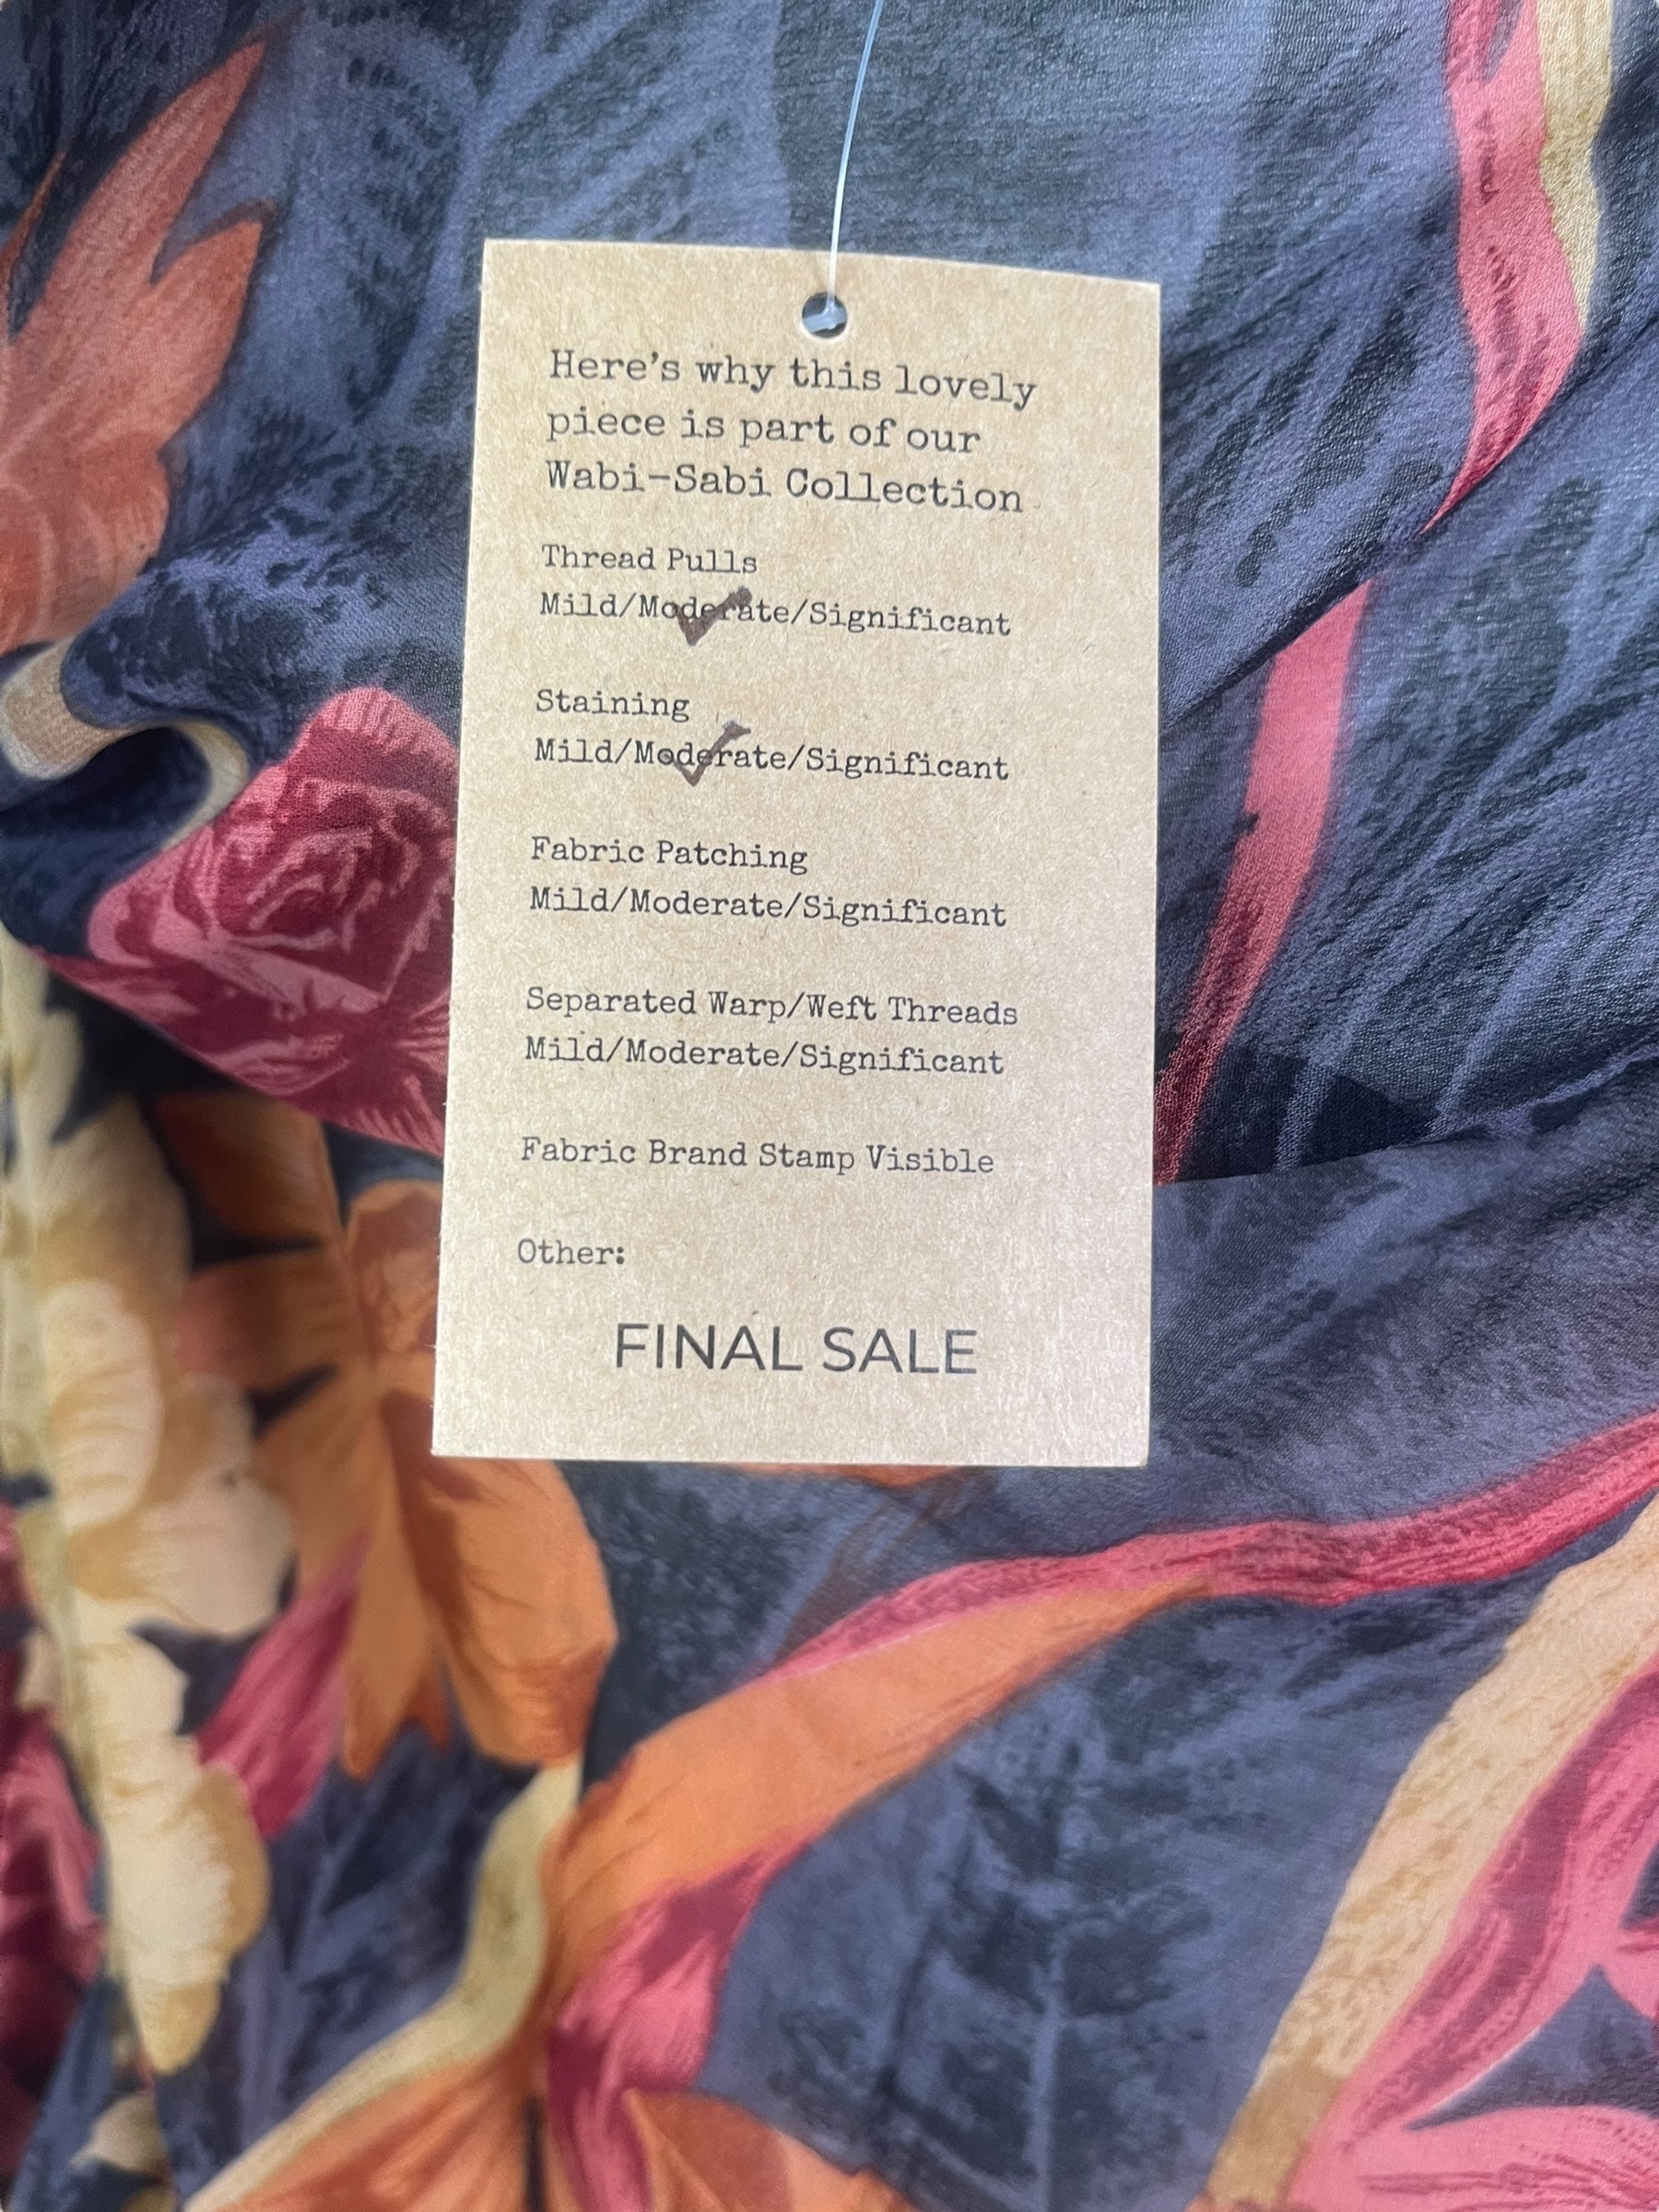 Here's why this lovely
piece is part of our
Wabi-Sabi Collection
Thread Pulls
Mild/Moderate/Significant
Staining
Mild/Moderate/Significant
Fabric Patching
Mild/Moderate/Significant
Separated Warp/Weft Threads
Mild/Moderate/Significant
Fabric Brand Stamp Visible
Other:
FINAL SALE